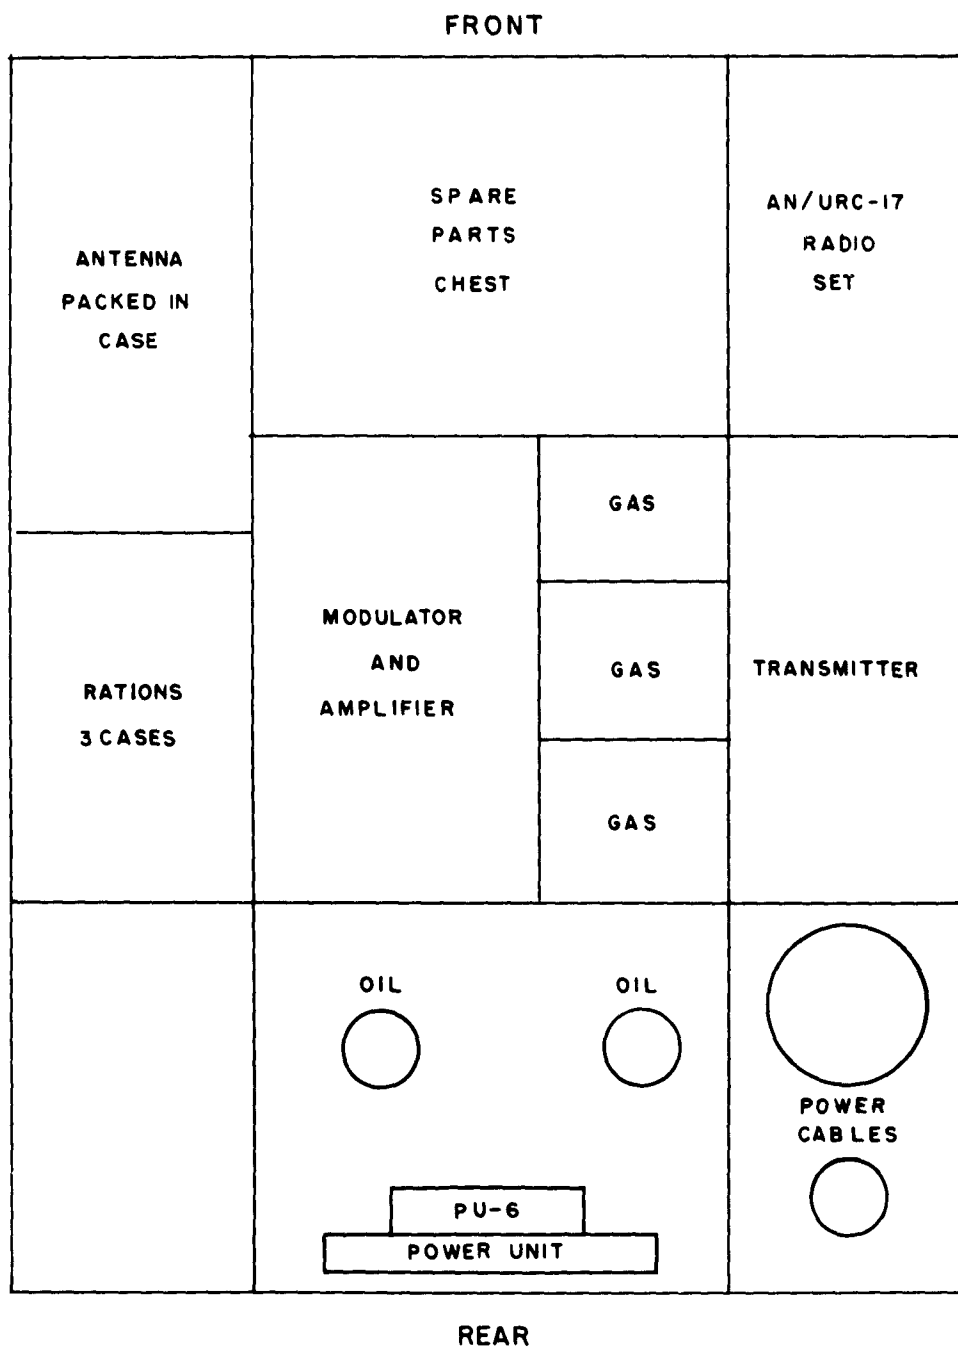 FRONT
ANTENNA
PACKED IN
CASE
SPARE
PARTS
CHEST
AN/URC-17
RADIO
SET
RATIONS
3 CASES
MODULATOR
AND
AMPLIFIER
GAS
GAS
GAS
TRANSMITTER
OIL
OIL
POWER
CABLES
PU-6
POWER UNIT
REAR